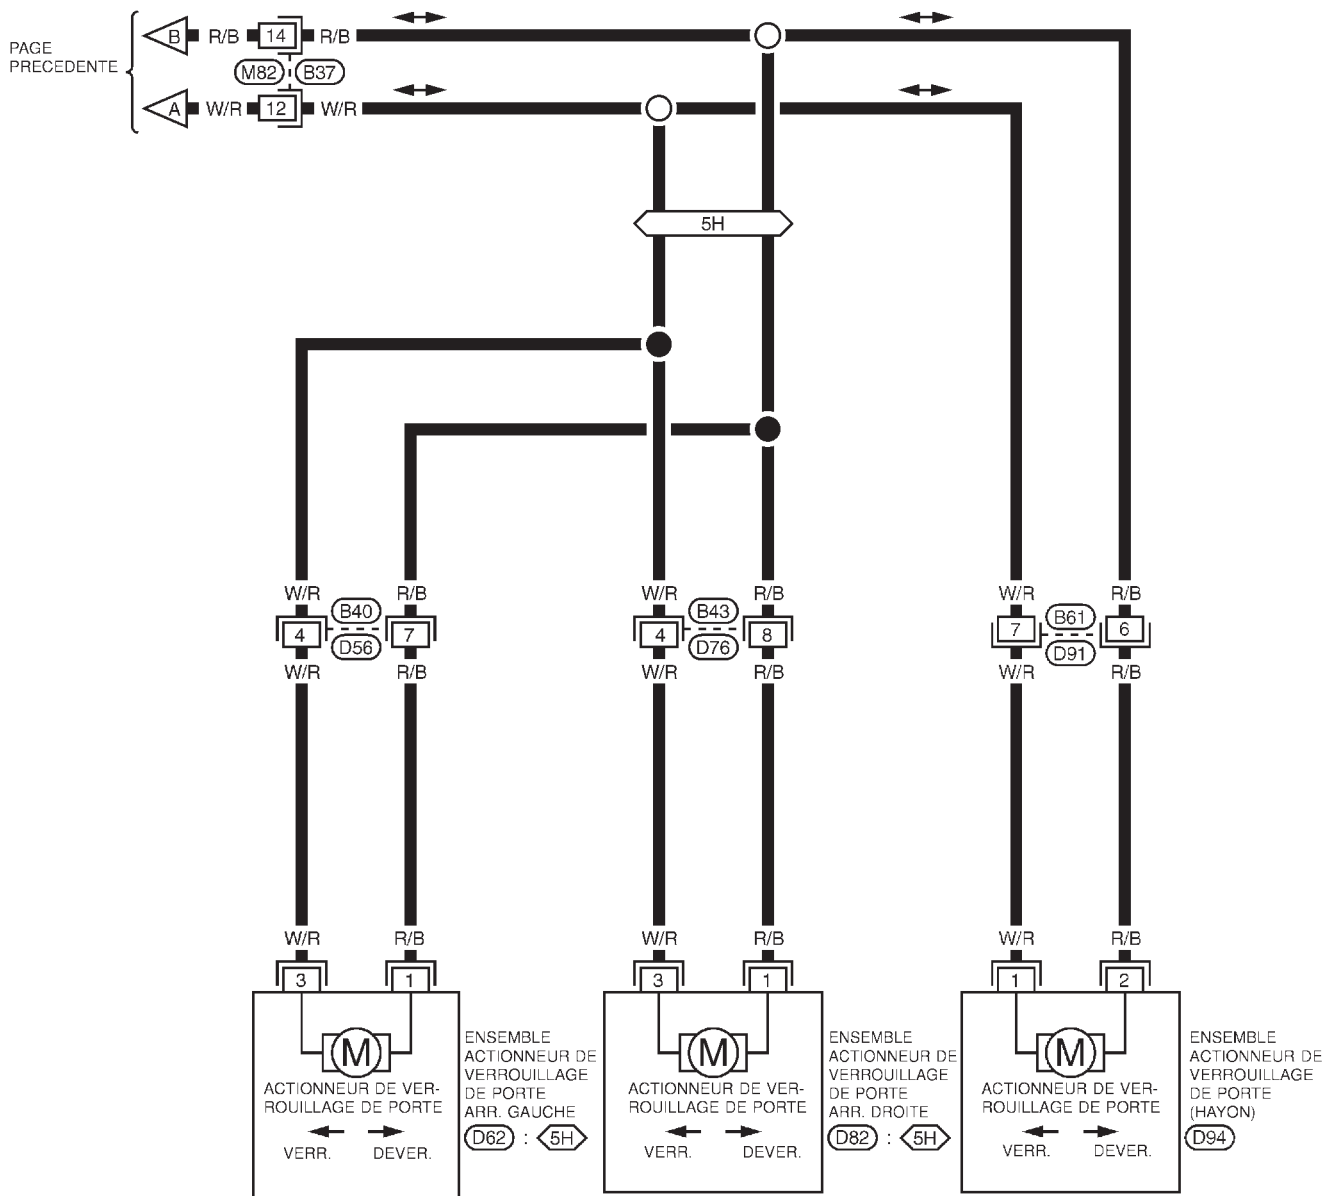 PAGE
PRECEDENTE
B R/B 14 R/B
M82 B37
A W/R 12 W/R
5H
W/R B40 R/B
4 7
W/R D56 R/B
W/R B43 R/B
4 8
W/R D76 R/B
W/R B61 R/B
7 6
W/R D91 R/B
W/R R/B
3 1
M
ACTIONNEUR DE VER-
ROUILLAGE DE PORTE
VERR. DEVER.
ENSEMBLE
ACTIONNEUR DE
VERROUILLAGE
DE PORTE
ARR. GAUCHE
D62 : 5H
W/R R/B
3 1
M
ACTIONNEUR DE VER-
ROUILLAGE DE PORTE
VERR. DEVER.
ENSEMBLE
ACTIONNEUR DE
VERROUILLAGE
DE PORTE
ARR. DROITE
D82 : 5H
W/R R/B
1 2
M
ACTIONNEUR DE VER-
ROUILLAGE DE PORTE
VERR. DEVER.
ENSEMBLE
ACTIONNEUR DE
VERROUILLAGE
DE PORTE
(HAYON)
D94